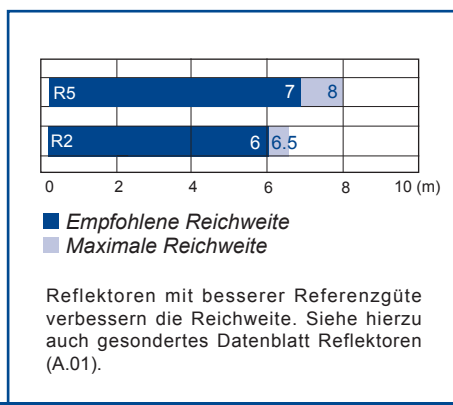 R5 7 8
R2 6 6.5
0 2 4 6 8 10 (m)
Empfohlene Reichweite
Maximale Reichweite
Reflektoren mit besserer Referenzgüte
verbessern die Reichweite. Siehe hierzu
auch gesondertes Datenblatt Reflektoren
(A.01).